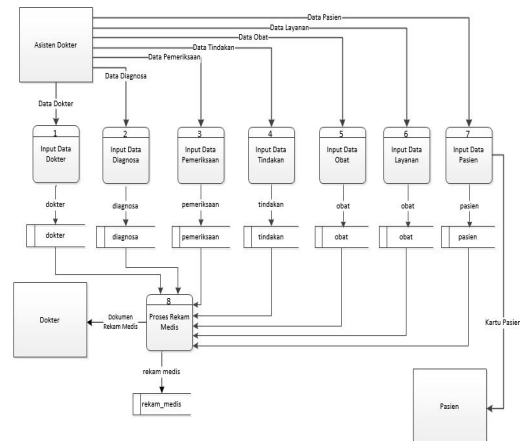 Data Pasien
Data Layanan
Data Obat
Data Tindakan
Data Pemeriksaan
Data Diagnosa
Asisten Dokter
Data Dokter
1
Input Data
Dokter
2
Input Data
Diagnosa
3
Input Data
Pemeriksaan
4
Input Data
Tindakan
5
Input Data
Obat
6
Input Data
Layanan
7
Input Data
Pasien
dokter
diagnosa
pemeriksaan
tindakan
obat
obat
pasien
dokter
diagnosa
pemeriksaan
tindakan
obat
obat
pasien
8
Proses Rekam
Medis
Dokter
Dokumen
Rekam Medis
Kartu Pasien
rekam medis
rekam_medis
Pasien